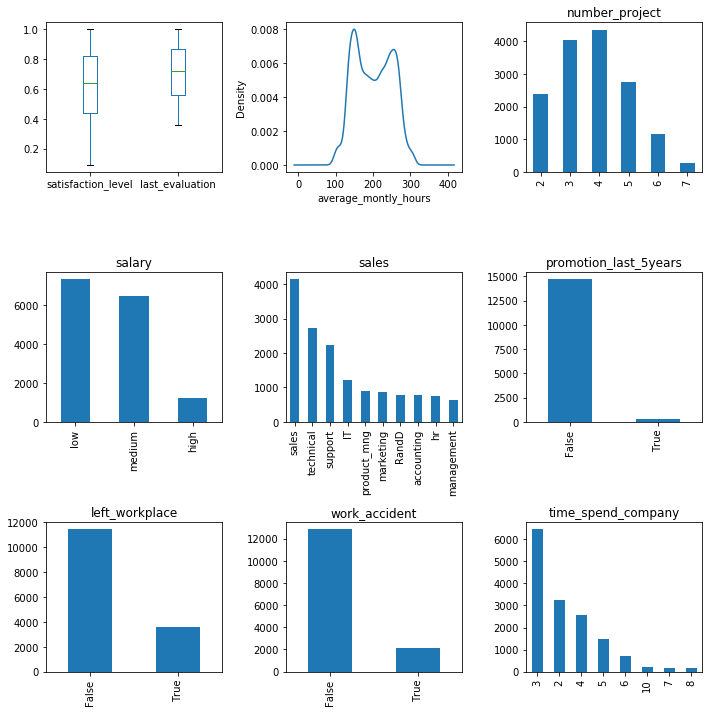 1.0
0.8
0.6
0.4
0.2
satisfaction_level last_evaluation
Density
0.008
0.006
0.004
0.002
0.000
0 100 200 300 400
average_montly_hours
number_project
4000
3000
2000
1000
0
2 3 4 5 6 7
salary
6000
4000
2000
0
low medium high
sales
4000
3000
2000
1000
0
sales technical support IT product_mng marketing RandD accounting hr management
promotion_last_5years
15000
12500
10000
7500
5000
2500
0
False True
left_workplace
12000
10000
8000
6000
4000
2000
0
False True
work_accident
12000
10000
8000
6000
4000
2000
0
False True
time_spend_company
6000
5000
4000
3000
2000
1000
0
3 2 4 5 6 10 7 8